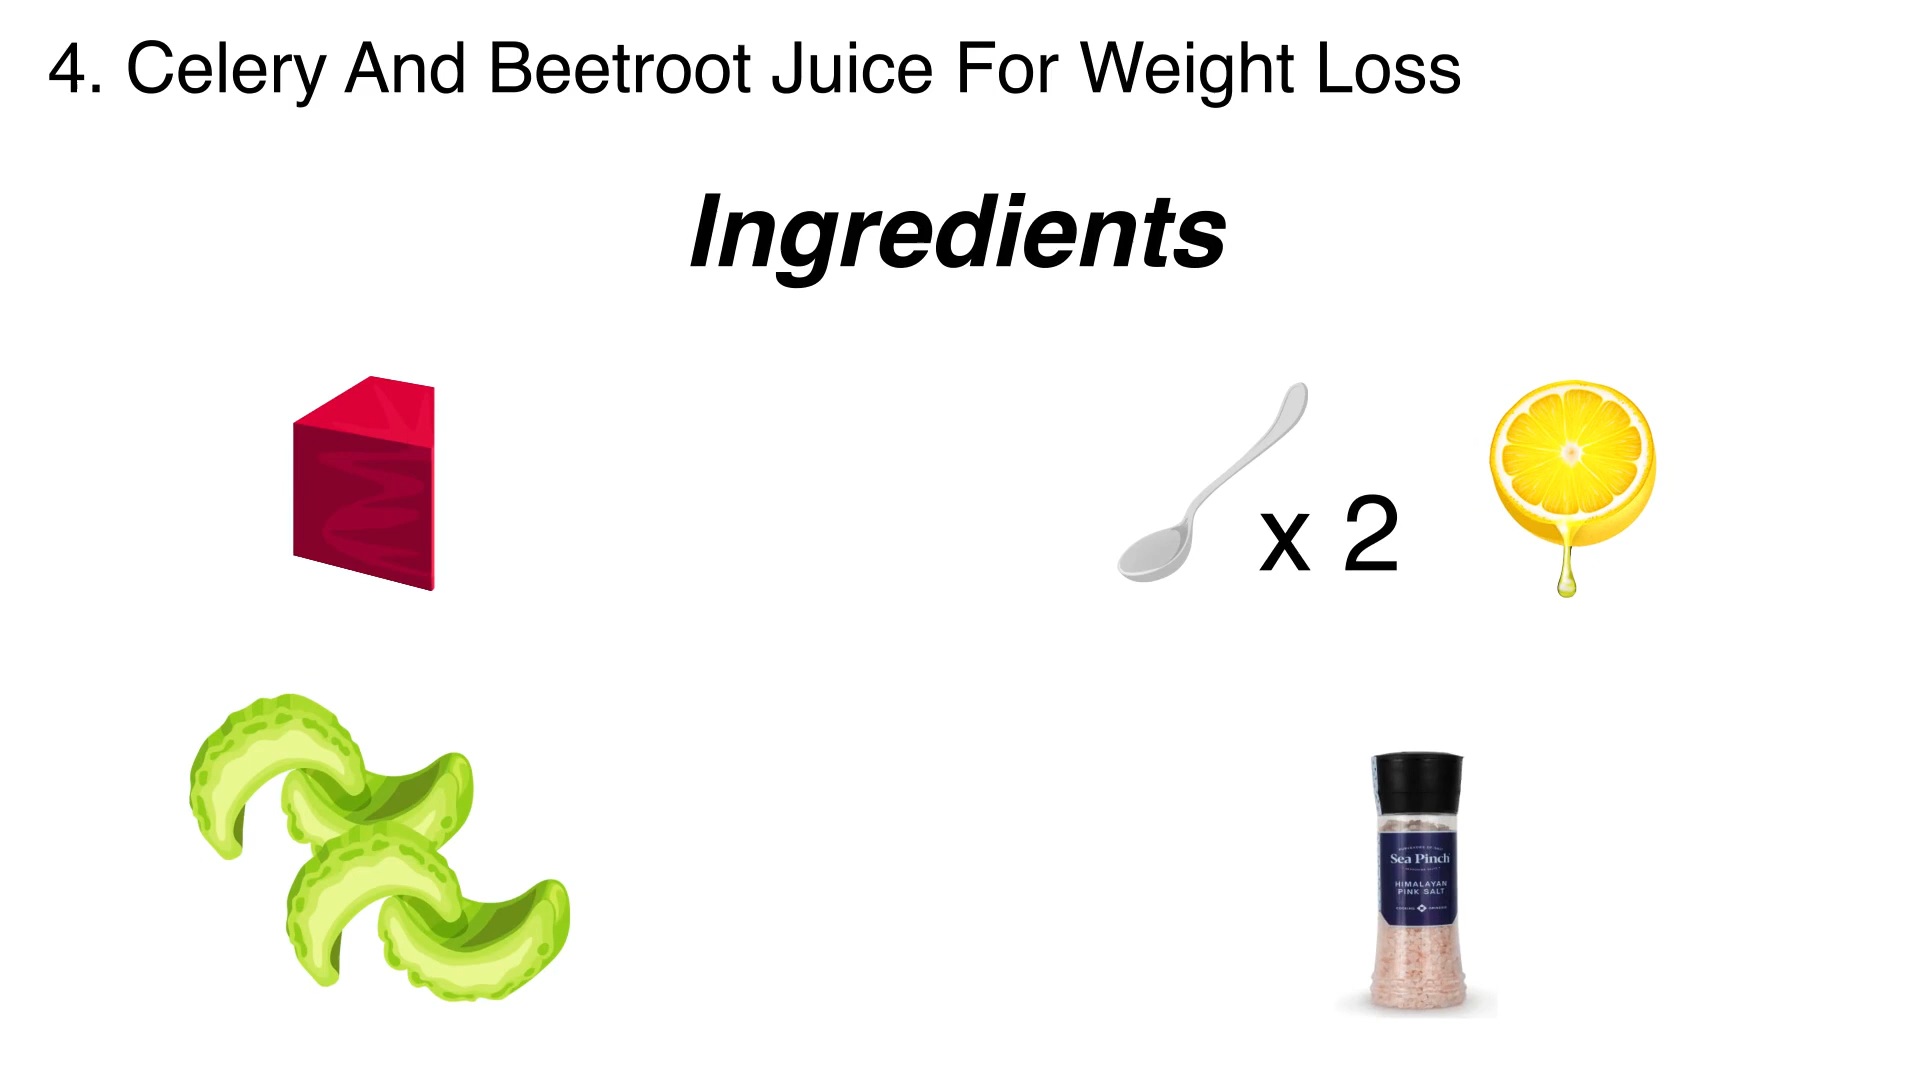 4. Celery And Beetroot Juice For Weight Loss
Ingredients
x 2
Sea Pinch
HIMALAYAN
PINK SALT